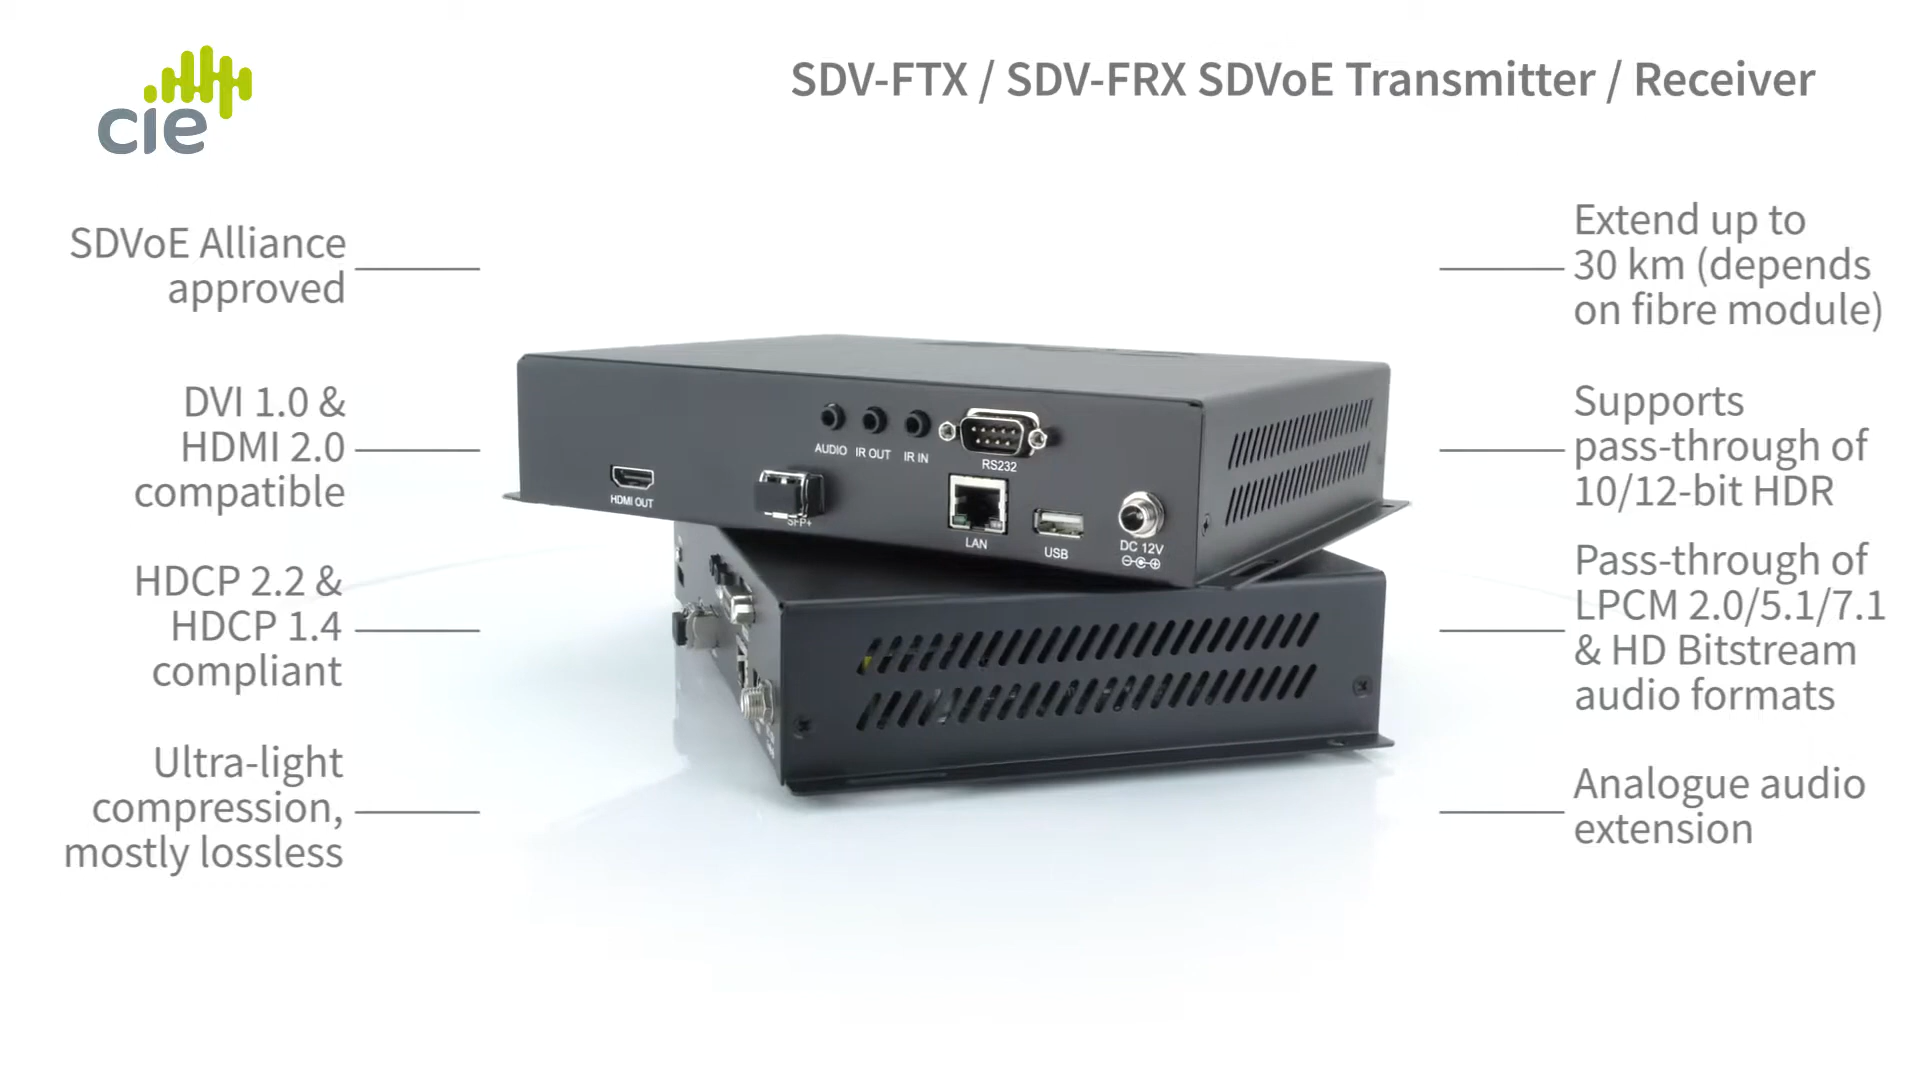 cie
SDV-FTX / SDV-FRX SDVoE Transmitter / Receiver
SDVoE Alliance
approved
DVI 1.0 &
HDMI 2.0
compatible
HDCP 2.2 &
HDCP 1.4
compliant
Ultra-light
compression,
mostly lossless
AUDIO
IR OUT
IR IN
RS232
HDMI OUT
SFP+
LAN
USB
DC 12V
Extend up to
30 km (depends
on fibre module)
Supports
pass-through of
10/12-bit HDR
Pass-through of
LPCM 2.0/5.1/7.1
& HD Bitstream
audio formats
Analogue audio
extension